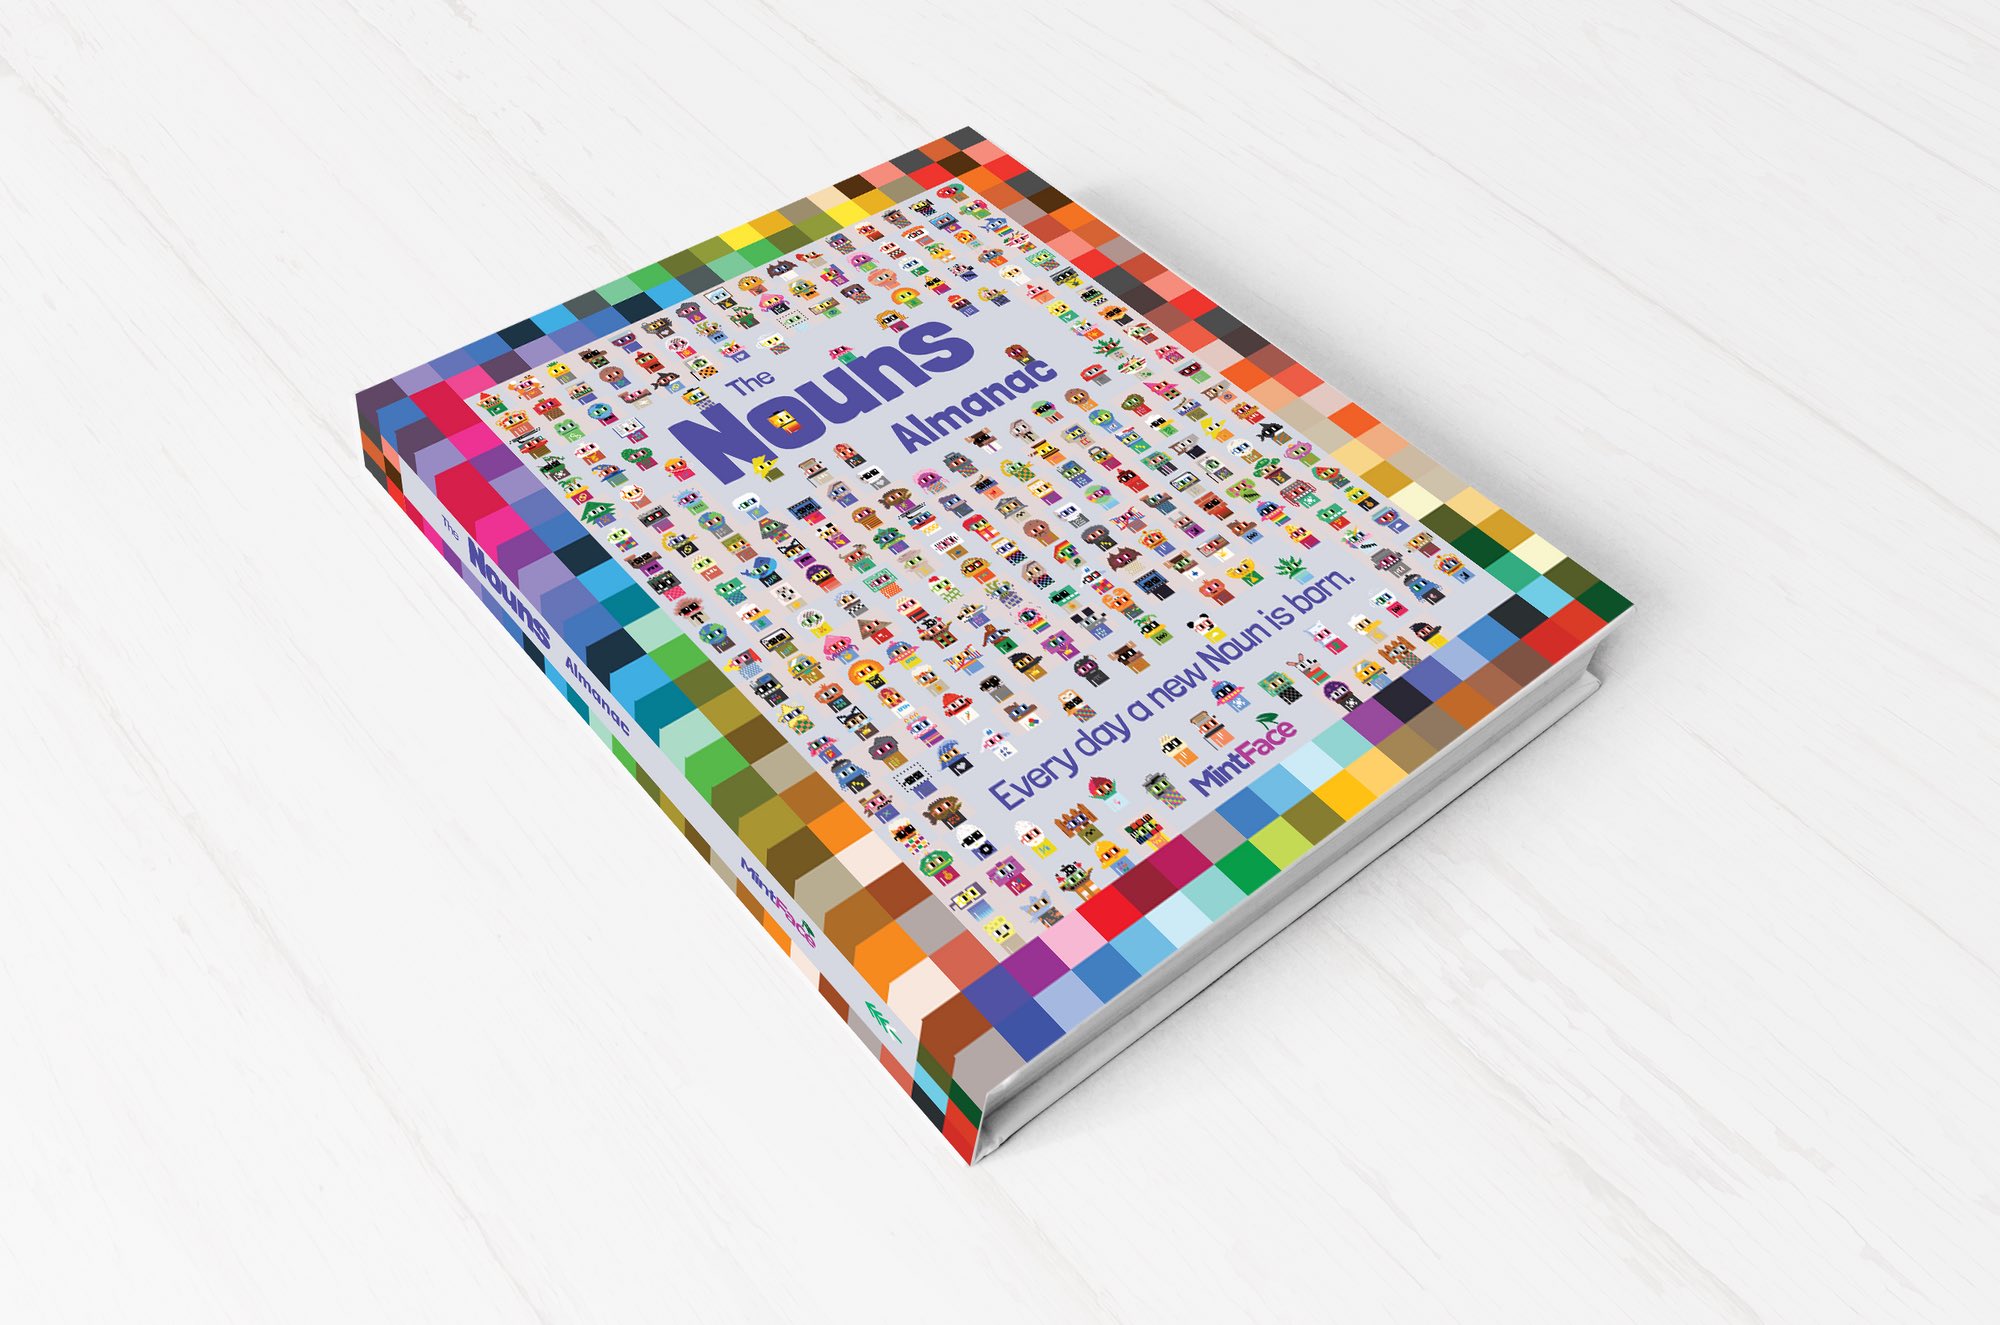 The
Nouns
Almanac
Every day a new Noun is born.
MintFace
The Nouns Almanac MintFace